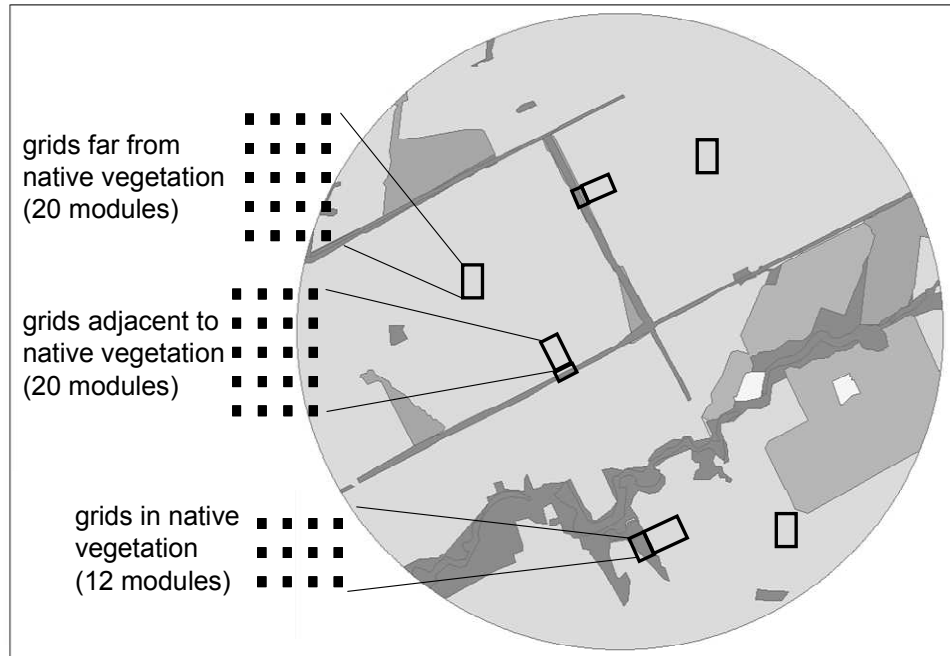 grids far from
native vegetation
(20 modules)
grids adjacent to
native vegetation
(20 modules)
grids in native
vegetation
(12 modules)